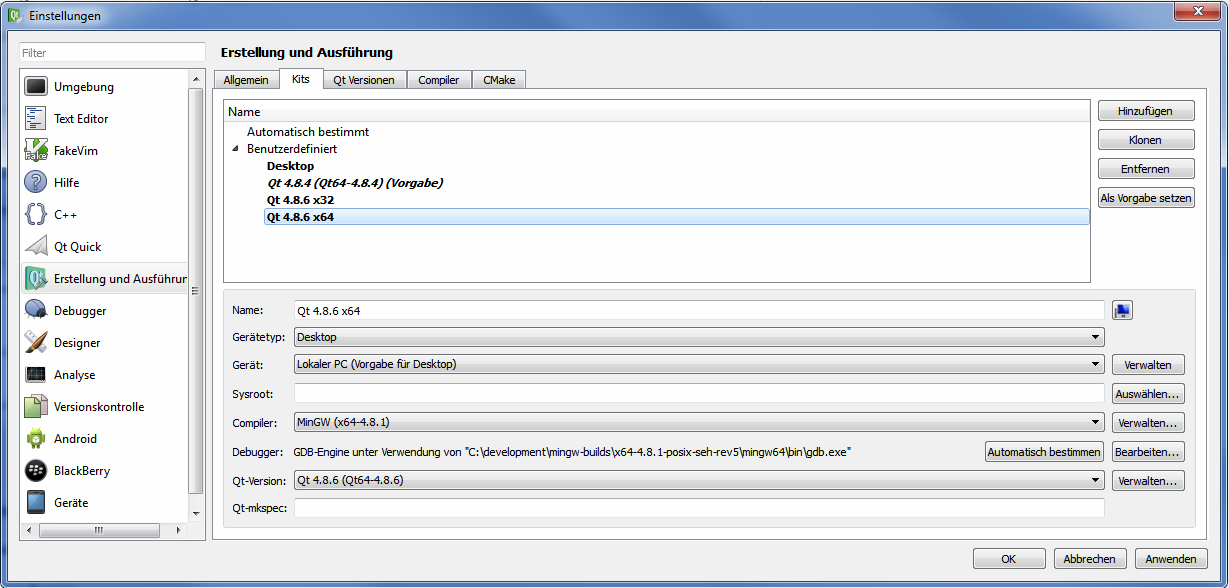 Einstellungen
Filter
Umgebung
Text Editor
FakeVim
Hilfe
C++
Qt Quick
Erstellung und Ausführur
Debugger
Designer
Analyse
Versionskontrolle
Android
BlackBerry
Geräte
Erstellung und Ausführung
Allgemein Kits Qt Versionen Compiler CMake
Name
Automatisch bestimmt
Benutzerdefiniert
Desktop
Qt 4.8.4 (Qt64-4.8.4) (Vorgabe)
Qt 4.8.6 x32
Qt 4.8.6 x64
Hinzufügen
Klonen
Entfernen
Als Vorgabe setzen
Name: Qt 4.8.6 x64
Gerätetyp: Desktop
Gerät: Lokaler PC (Vorgabe für Desktop) Verwalten
Sysroot: Auswählen...
Compiler: MinGW (x64-4.8.1) Verwalten...
Debugger: GDB-Engine unter Verwendung von "C:\development\mingw-builds\x64-4.8.1-posix-seh-rev5\mingw64\bin\gdb.exe" Automatisch bestimmen Bearbeiten...
Qt-Version: Qt 4.8.6 (Qt64-4.8.6) Verwalten...
Qt-mkspec:
OK Abbrechen Anwenden